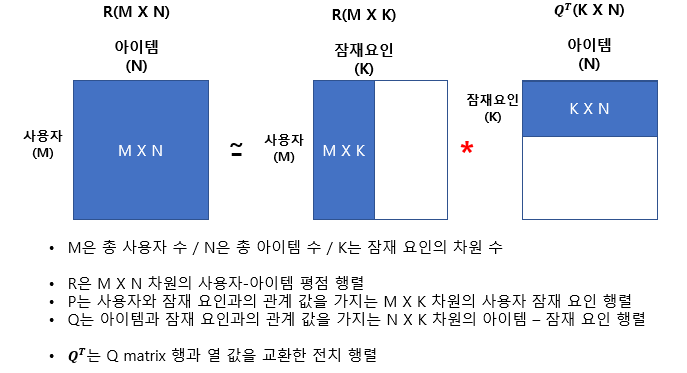 R(M X N)
R(M X K)
Qᵀ(K X N)
아이템
(N)
잠재요인
(K)
아이템
(N)
사용자
(M)
M X N
≃
사용자
(M)
M X K
*
잠재요인
(K)
K X N
• M은 총 사용자 수 / N은 총 아이템 수 / K는 잠재 요인의 차원 수
• R은 M X N 차원의 사용자-아이템 평점 행렬
• P는 사용자와 잠재 요인과의 관계 값을 가지는 M X K 차원의 사용자 잠재 요인 행렬
• Q는 아이템과 잠재 요인과의 관계 값을 가지는 N X K 차원의 아이템 – 잠재 요인 행렬
• Qᵀ는 Q matrix 행과 열 값을 교환한 전치 행렬